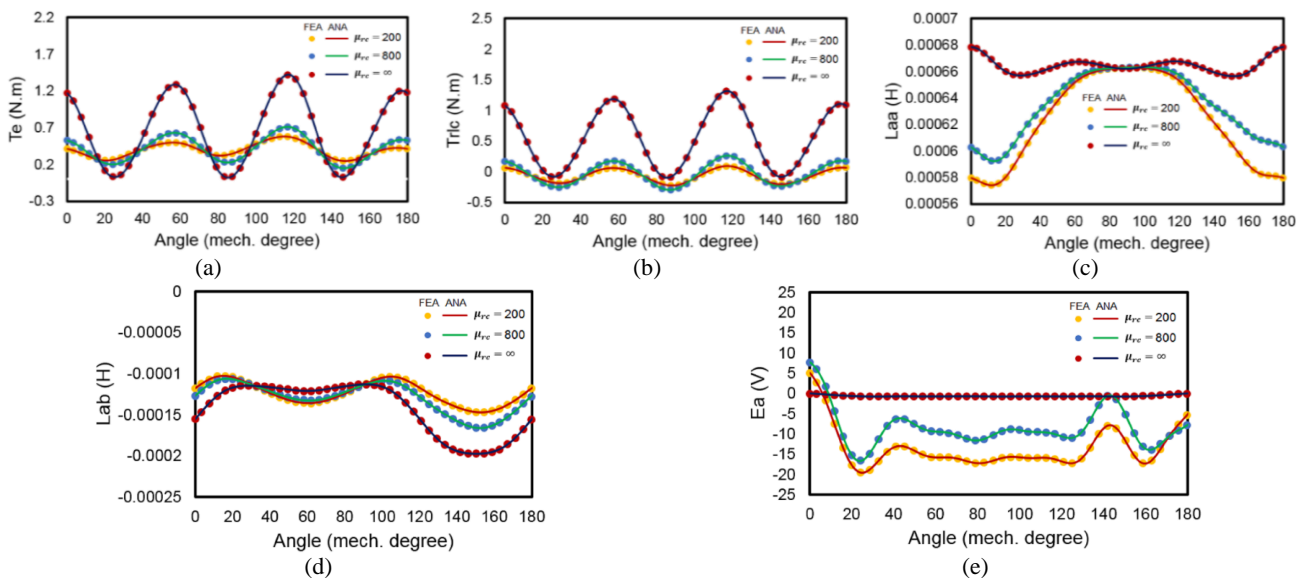 2.2
1.7
1.2
0.7
0.2
-0.3
Te (N.m)
FEA ANA
μre = 200
μre = 800
μre = ∞
0 20 40 60 80 100 120 140 160 180
Angle (mech. degree)
(a)
2.5
2
1.5
1
0.5
0
-0.5
Trlc (N.m)
FEA ANA
μre = 200
μre = 800
μre = ∞
0 20 40 60 80 100 120 140 160 180
Angle (mech. degree)
(b)
0.0007
0.00068
0.00066
0.00064
0.00062
0.0006
0.00058
0.00056
Laa (H)
FEA ANA
μre = 200
μre = 800
μre = ∞
0 20 40 60 80 100 120 140 160 180
Angle (mech. degree)
(c)
0
-0.00005
-0.0001
-0.00015
-0.0002
-0.00025
Lab (H)
FEA ANA
μre = 200
μre = 800
μre = ∞
0 20 40 60 80 100 120 140 160 180
Angle (mech. degree)
(d)
25
20
15
10
5
0
-5
-10
-15
-20
-25
Ea (V)
FEA ANA
μre = 200
μre = 800
μre = ∞
0 20 40 60 80 100 120 140 160 180
Angle (mech. degree)
(e)